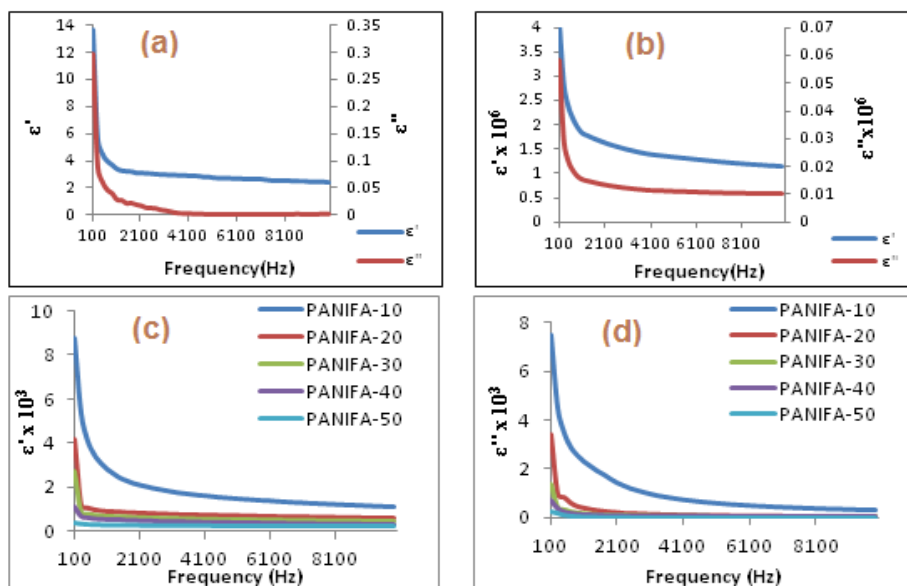 (a)
14
12
10
8
6
4
2
0
ε'
0.35
0.3
0.25
0.2
0.15
0.1
0.05
0
ε''
100 2100 4100 6100 8100
Frequency(Hz)
ε'
ε''
(b)
4
3.5
3
2.5
2
1.5
1
0.5
0
ε' x 10⁶
0.07
0.06
0.05
0.04
0.03
0.02
0.01
0
ε''x10⁶
100 2100 4100 6100 8100
Frequency(Hz)
ε'
ε''
(c)
10
8
6
4
2
0
ε' x 10³
PANIFA-10
PANIFA-20
PANIFA-30
PANIFA-40
PANIFA-50
100 2100 4100 6100 8100
Frequency (Hz)
(d)
8
6
4
2
0
ε'' x 10³
PANIFA-10
PANIFA-20
PANIFA-30
PANIFA-40
PANIFA-50
100 2100 4100 6100 8100
Frequency (Hz)